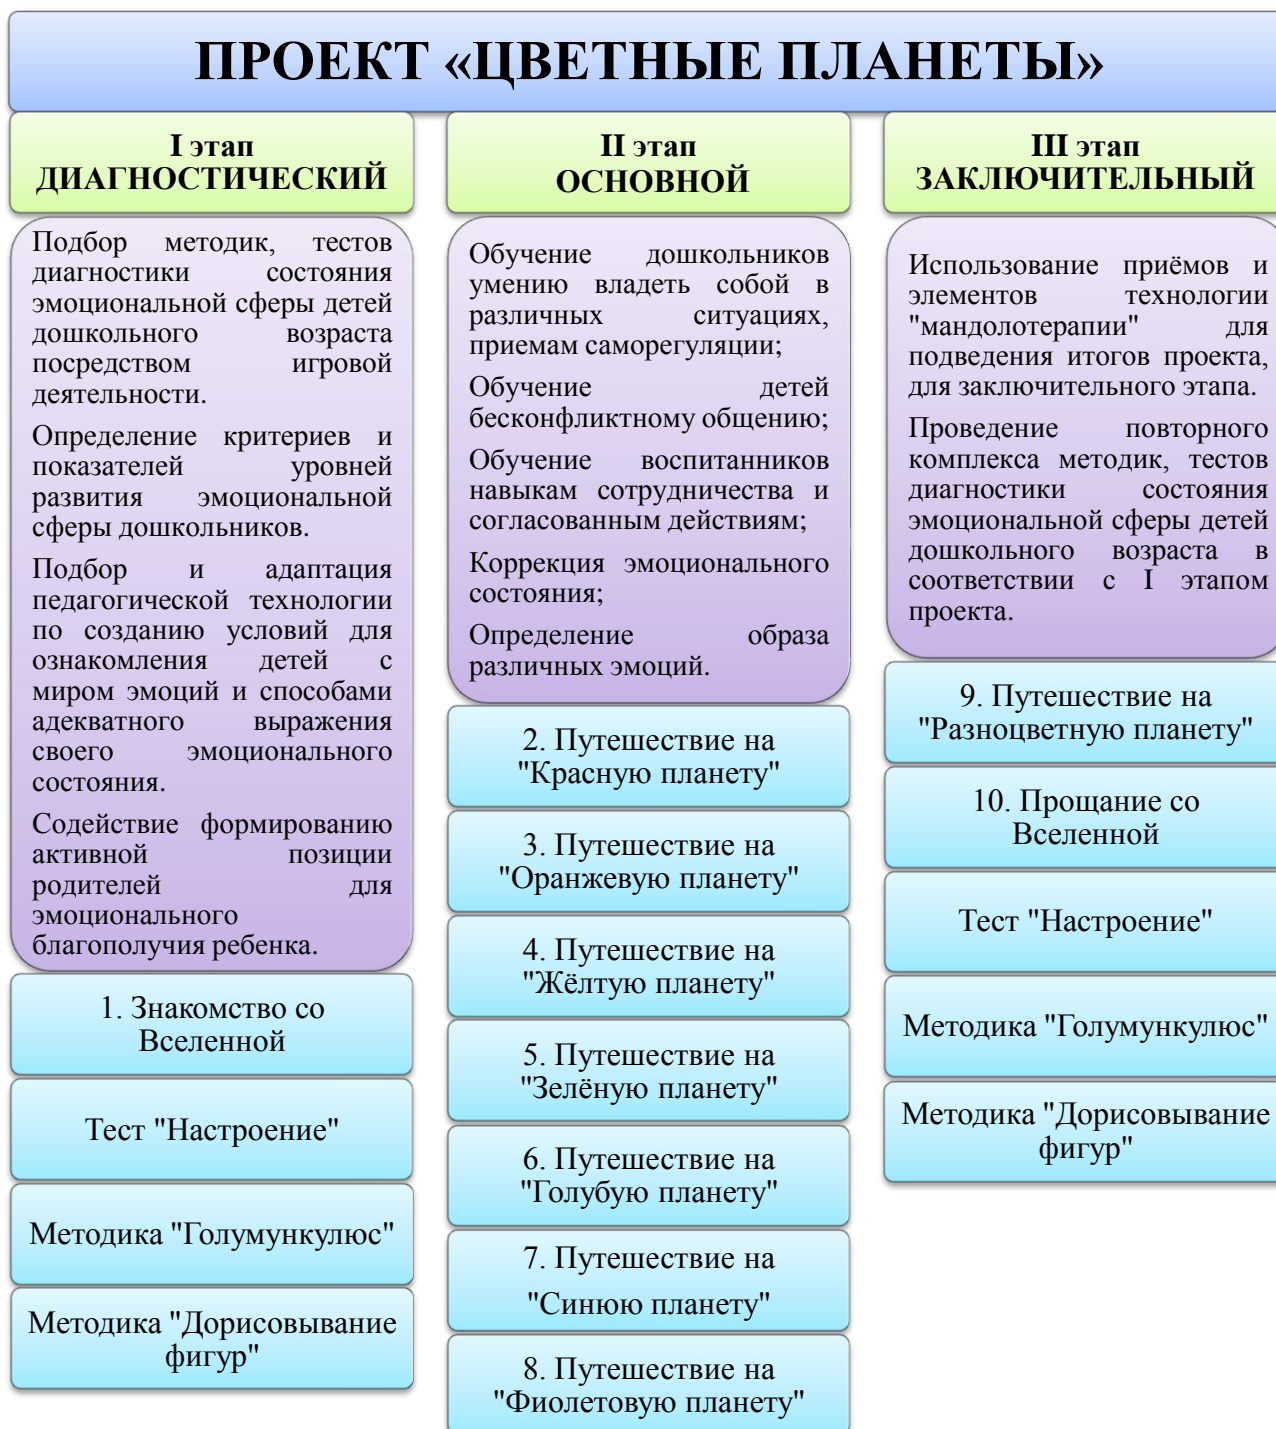 ПРОЕКТ «ЦВЕТНЫЕ ПЛАНЕТЫ»
I этап
ДИАГНОСТИЧЕСКИЙ
Подбор методик, тестов
диагностики состояния
эмоциональной сферы детей
дошкольного возраста
посредством игровой
деятельности.
Определение критериев и
показателей уровней
развития эмоциональной
сферы дошкольников.
Подбор и адаптация
педагогической технологии
по созданию условий для
ознакомления детей с
миром эмоций и способами
адекватного выражения
своего эмоционального
состояния.
Содействие формированию
активной позиции
родителей для
эмоционального
благополучия ребенка.
1. Знакомство со
Вселенной
Тест "Настроение"
Методика "Голумункулюс"
Методика "Дорисовывание
фигур"
II этап
ОСНОВНОЙ
Обучение дошкольников
умению владеть собой в
различных ситуациях,
приемам саморегуляции;
Обучение детей
бесконфликтному общению;
Обучение воспитанников
навыкам сотрудничества и
согласованным действиям;
Коррекция эмоционального
состояния;
Определение образа
различных эмоций.
2. Путешествие на
"Красную планету"
3. Путешествие на
"Оранжевую планету"
4. Путешествие на
"Жёлтую планету"
5. Путешествие на
"Зелёную планету"
6. Путешествие на
"Голубую планету"
7. Путешествие на
"Синюю планету"
8. Путешествие на
"Фиолетовую планету"
III этап
ЗАКЛЮЧИТЕЛЬНЫЙ
Использование приёмов и
элементов технологии
"мандолотерапии" для
подведения итогов проекта,
для заключительного этапа.
Проведение повторного
комплекса методик, тестов
диагностики состояния
эмоциональной сферы детей
дошкольного возраста в
соответствии с I этапом
проекта.
9. Путешествие на
"Разноцветную планету"
10. Прощание со
Вселенной
Тест "Настроение"
Методика "Голумункулюс"
Методика "Дорисовывание
фигур"